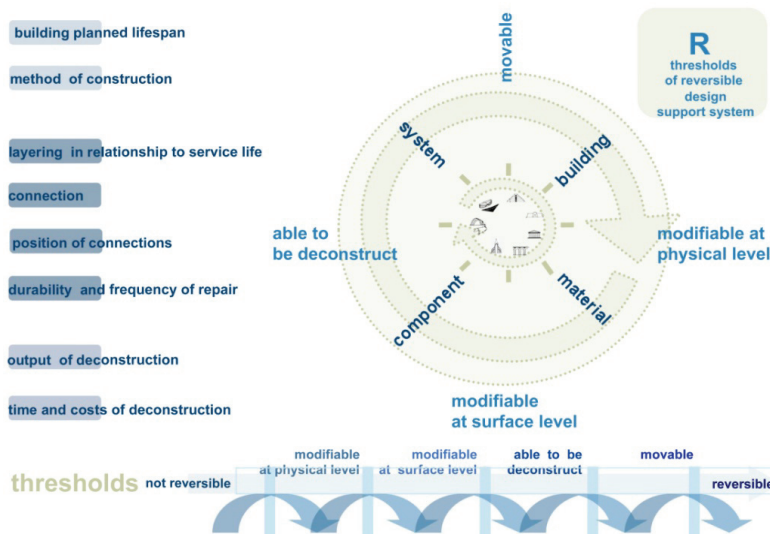 building planned lifespan
method of construction
layering in relationship to service life
connection
position of connections
durability and frequency of repair
output of deconstruction
time and costs of deconstruction
movable
system
building
able to
be deconstruct
modifiable at
physical level
component
material
modifiable
at surface level
R
thresholds
of reversible
design
support system
thresholds
not reversible
modifiable
at physical level
modifiable
at surface level
able to be
deconstruct
movable
reversible